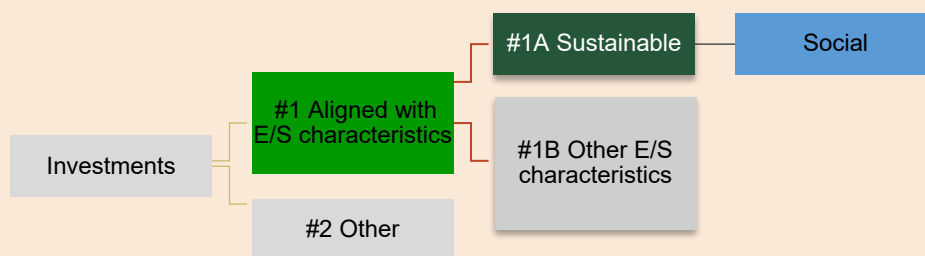 #1A Sustainable
Social
#1 Aligned with
E/S characteristics
#1B Other E/S
characteristics
Investments
#2 Other